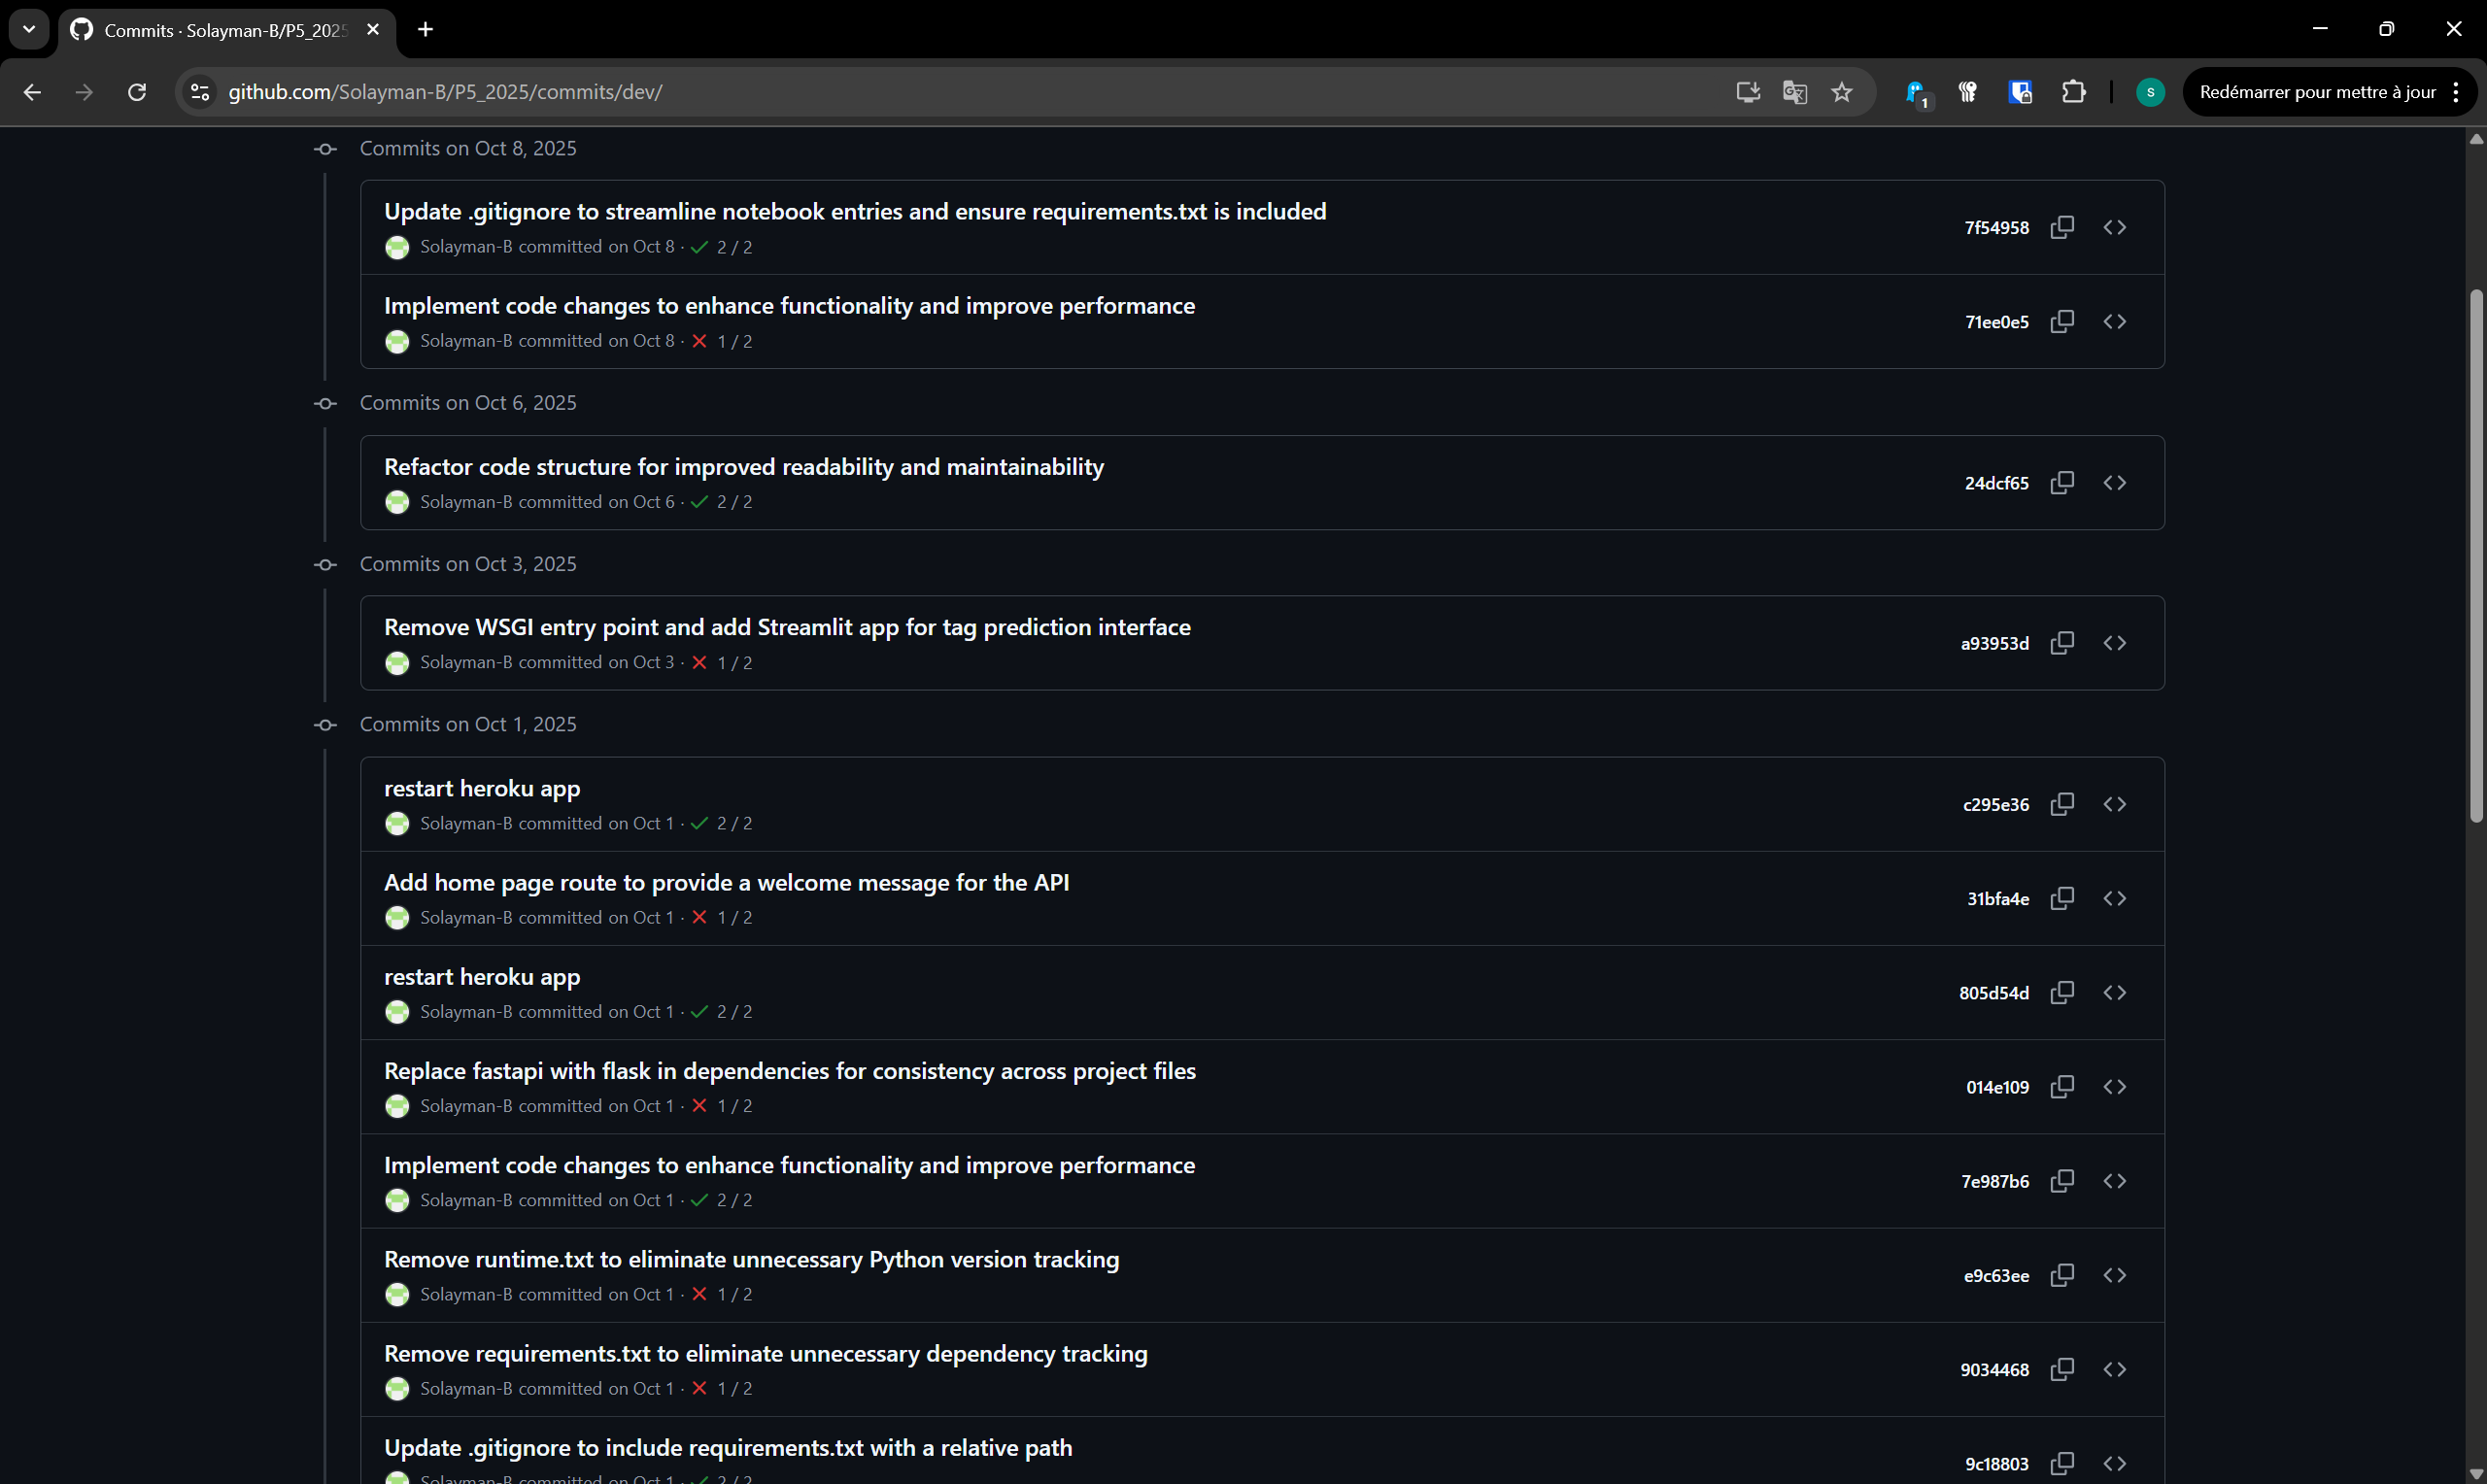 Commits · Solayman-B/P5_2025
github.com/Solayman-B/P5_2025/commits/dev/
1
S
Redémarrer pour mettre à jour
Commits on Oct 8, 2025
Update .gitignore to streamline notebook entries and ensure requirements.txt is included
Solayman-B committed on Oct 8 · 2 / 2
7f54958
Implement code changes to enhance functionality and improve performance
Solayman-B committed on Oct 8 · 1 / 2
71ee0e5
Commits on Oct 6, 2025
Refactor code structure for improved readability and maintainability
Solayman-B committed on Oct 6 · 2 / 2
24dcf65
Commits on Oct 3, 2025
Remove WSGI entry point and add Streamlit app for tag prediction interface
Solayman-B committed on Oct 3 · 1 / 2
a93953d
Commits on Oct 1, 2025
restart heroku app
Solayman-B committed on Oct 1 · 2 / 2
c295e36
Add home page route to provide a welcome message for the API
Solayman-B committed on Oct 1 · 1 / 2
31bfa4e
restart heroku app
Solayman-B committed on Oct 1 · 2 / 2
805d54d
Replace fastapi with flask in dependencies for consistency across project files
Solayman-B committed on Oct 1 · 1 / 2
014e109
Implement code changes to enhance functionality and improve performance
Solayman-B committed on Oct 1 · 2 / 2
7e987b6
Remove runtime.txt to eliminate unnecessary Python version tracking
Solayman-B committed on Oct 1 · 1 / 2
e9c63ee
Remove requirements.txt to eliminate unnecessary dependency tracking
Solayman-B committed on Oct 1 · 1 / 2
9034468
Update .gitignore to include requirements.txt with a relative path
Solayman-B committed on Oct 1 · 2 / 2
9c18803